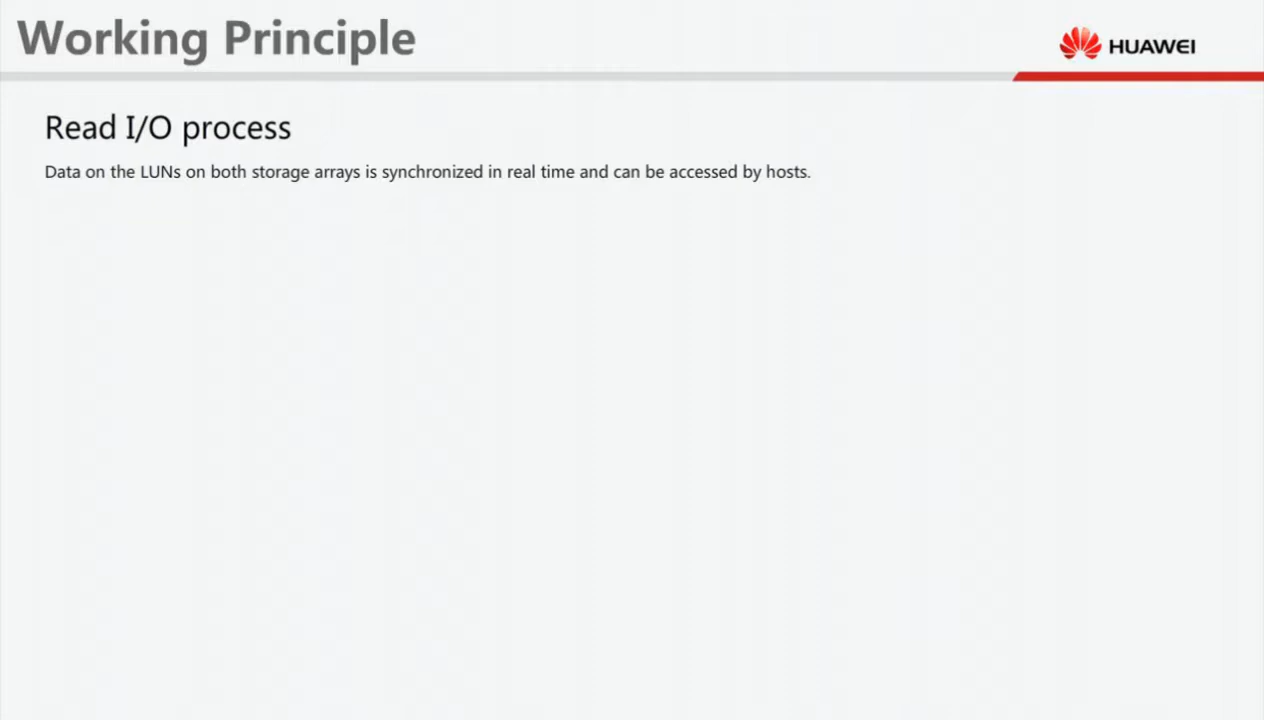 Working Principle
HUAWEI
Read I/O process
Data on the LUNs on both storage arrays is synchronized in real time and can be accessed by hosts.